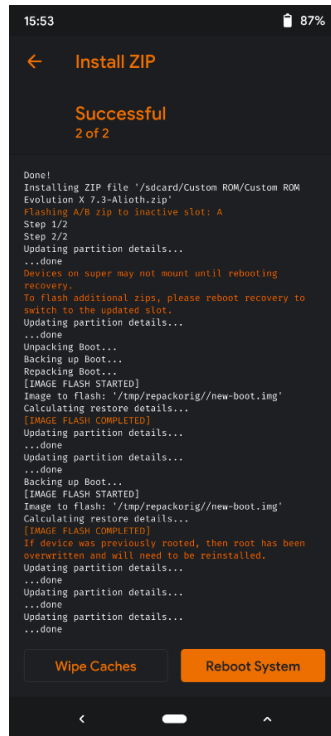 15:53
87%
Install ZIP
Successful
2 of 2
Done!
Installing ZIP file '/sdcard/Custom ROM/Custom ROM
Evolution X 7.3-Alioth.zip'
Flashing A/B zip to inactive slot: A
Step 1/2
Step 2/2
Updating partition details...
...done
Devices on super may not mount until rebooting
recovery.
To flash additional zips, please reboot recovery to
switch to the updated slot.
Updating partition details...
...done
Unpacking Boot...
Backing up Boot...
Repacking Boot...
[IMAGE FLASH STARTED]
Image to flash: '/tmp/repackorig//new-boot.img'
Calculating restore details...
[IMAGE FLASH COMPLETED]
Updating partition details...
...done
Updating partition details...
...done
Backing up Boot...
[IMAGE FLASH STARTED]
Image to flash: '/tmp/repackorig//new-boot.img'
Calculating restore details...
[IMAGE FLASH COMPLETED]
If device was previously rooted, then root has been
overwritten and will need to be reinstalled.
Updating partition details...
...done
Updating partition details...
...done
Updating partition details...
...done
Wipe Caches
Reboot System